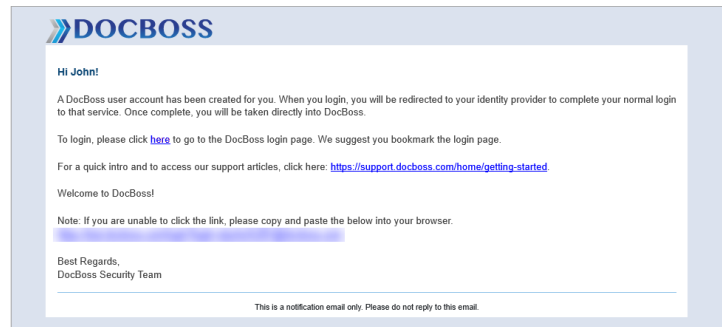 DOCBOSS
Hi John!
A DocBoss user account has been created for you. When you login, you will be redirected to your identity provider to complete your normal login
to that service. Once complete, you will be taken directly into DocBoss.
To login, please click here to go to the DocBoss login page. We suggest you bookmark the login page.
For a quick intro and to access our support articles, click here: https://support.docboss.com/home/getting-started.
Welcome to DocBoss!
Note: If you are unable to click the link, please copy and paste the below into your browser.
Best Regards,
DocBoss Security Team
This is a notification email only. Please do not reply to this email.